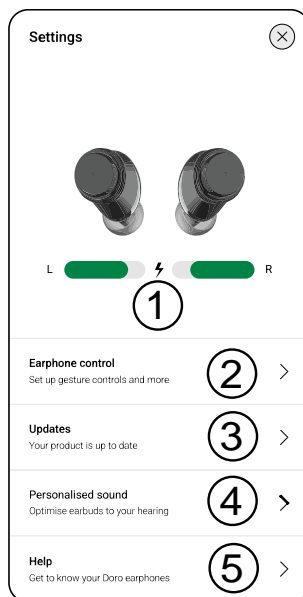 Settings
L R
1
Earphone control
Set up gesture controls and more
2
Updates
Your product is up to date
3
Personalised sound
Optimise earbuds to your hearing
4
Help
Get to know your Doro earphones
5